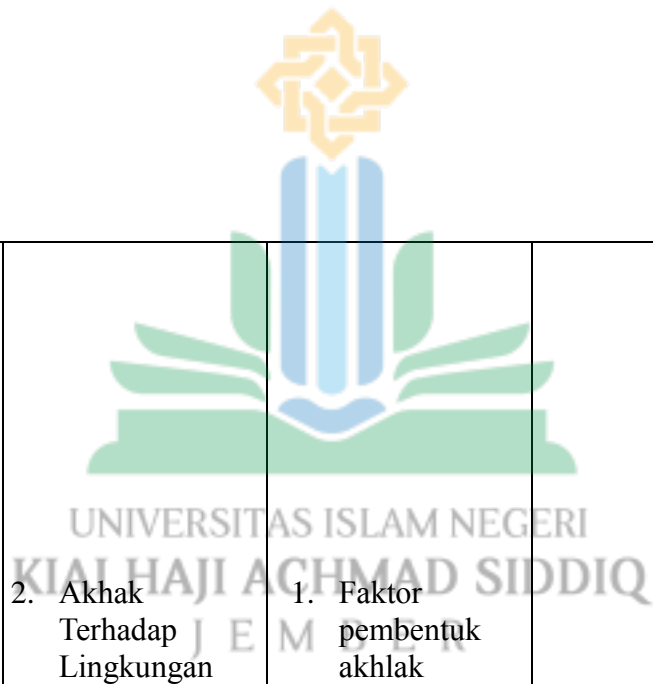 UNIVERSITAS ISLAM NEGERI
KIAI HAJI ACHMAD SIDDIQ
J E M B E R
2. Akhak
Terhadap
Lingkungan
1. Faktor
pembentuk
akhlak